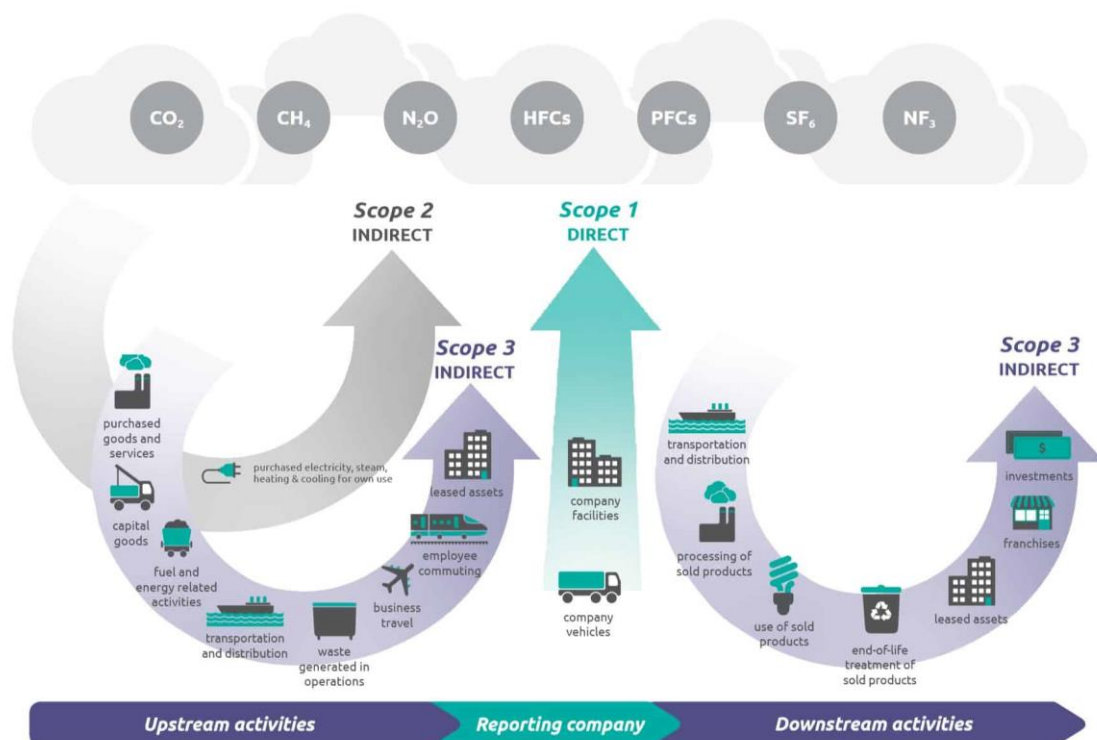 CO₂
CH₄
N₂O
HFCs
PFCs
SF₆
NF₃
Scope 2
INDIRECT
Scope 1
DIRECT
Scope 3
INDIRECT
Scope 3
INDIRECT
purchased
goods and
services
capital
goods
fuel and
energy related
activities
transportation
and distribution
waste
generated in
operations
business
travel
employee
commuting
leased assets
purchased electricity, steam,
heating & cooling for own use
company
facilities
company
vehicles
transportation
and distribution
processing of
sold products
use of sold
products
end-of-life
treatment of
sold products
leased assets
franchises
$
investments
Upstream activities
Reporting company
Downstream activities